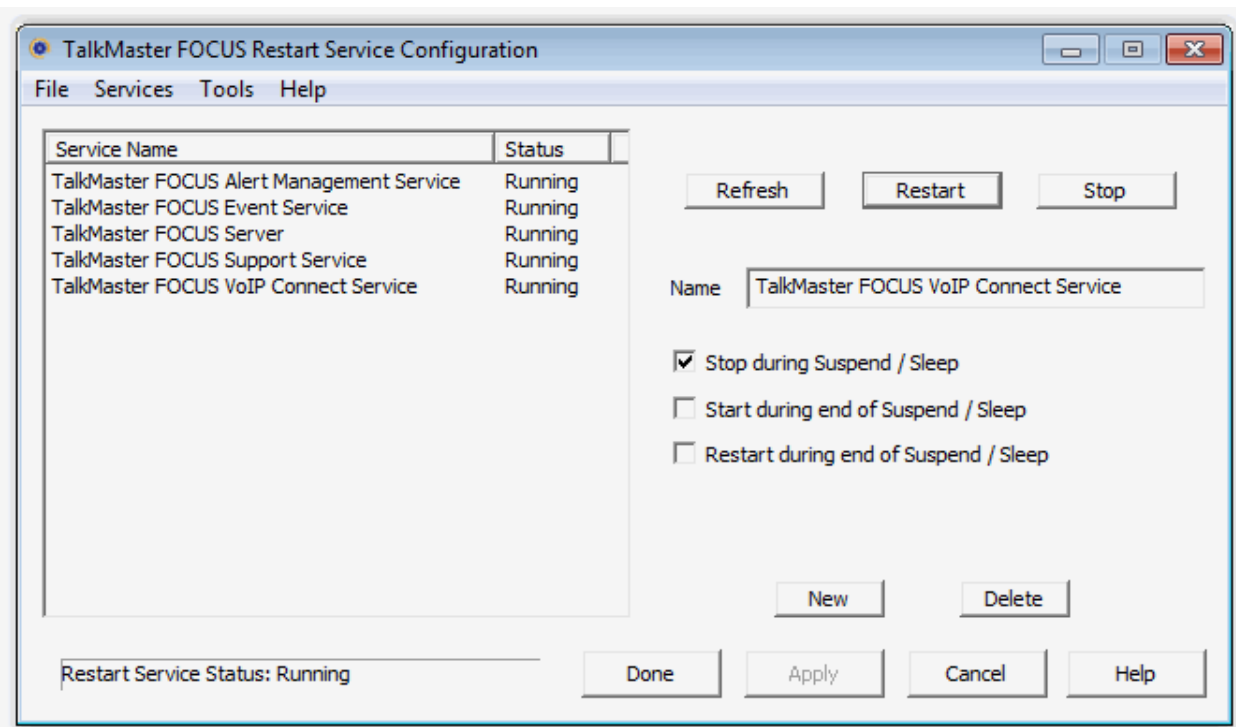 TalkMaster FOCUS Restart Service Configuration
File Services Tools Help
Service Name Status
TalkMaster FOCUS Alert Management Service Running
TalkMaster FOCUS Event Service Running
TalkMaster FOCUS Server Running
TalkMaster FOCUS Support Service Running
TalkMaster FOCUS VoIP Connect Service Running
Refresh Restart Stop
Name TalkMaster FOCUS VoIP Connect Service
Stop during Suspend / Sleep
Start during end of Suspend / Sleep
Restart during end of Suspend / Sleep
New Delete
Restart Service Status: Running
Done Apply Cancel Help